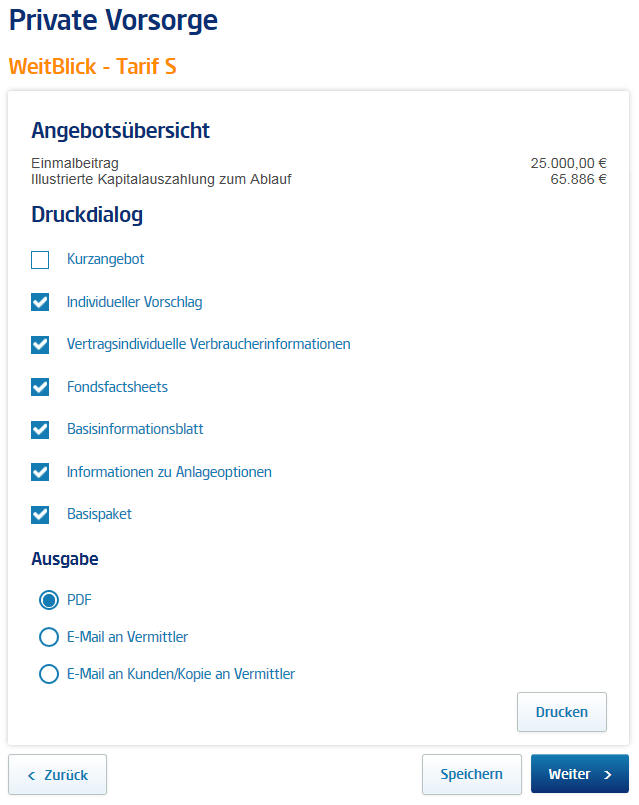 Private Vorsorge
WeitBlick - Tarif S
Angebotsübersicht
Einmalbeitrag 25.000,00 €
Illustrierte Kapitalauszahlung zum Ablauf 65.886 €
Druckdialog
Kurzangebot
Individueller Vorschlag
Vertragsindividuelle Verbraucherinformationen
Fondsfactsheets
Basisinformationsblatt
Informationen zu Anlageoptionen
Basispaket
Ausgabe
PDF
E-Mail an Vermittler
E-Mail an Kunden/Kopie an Vermittler
Drucken
< Zurück Speichern Weiter >